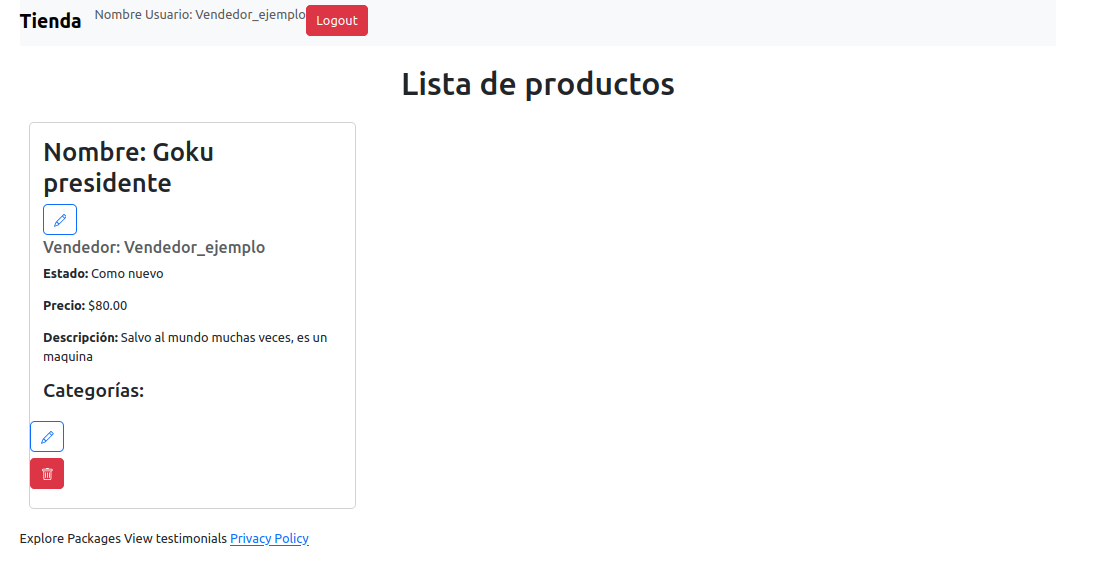 Tienda Nombre Usuario: Vendedor_ejemplo Logout
Lista de productos
Nombre: Goku
presidente
Vendedor: Vendedor_ejemplo
Estado: Como nuevo
Precio: $80.00
Descripción: Salvo al mundo muchas veces, es un
maquina
Categorías:
Explore Packages View testimonials Privacy Policy